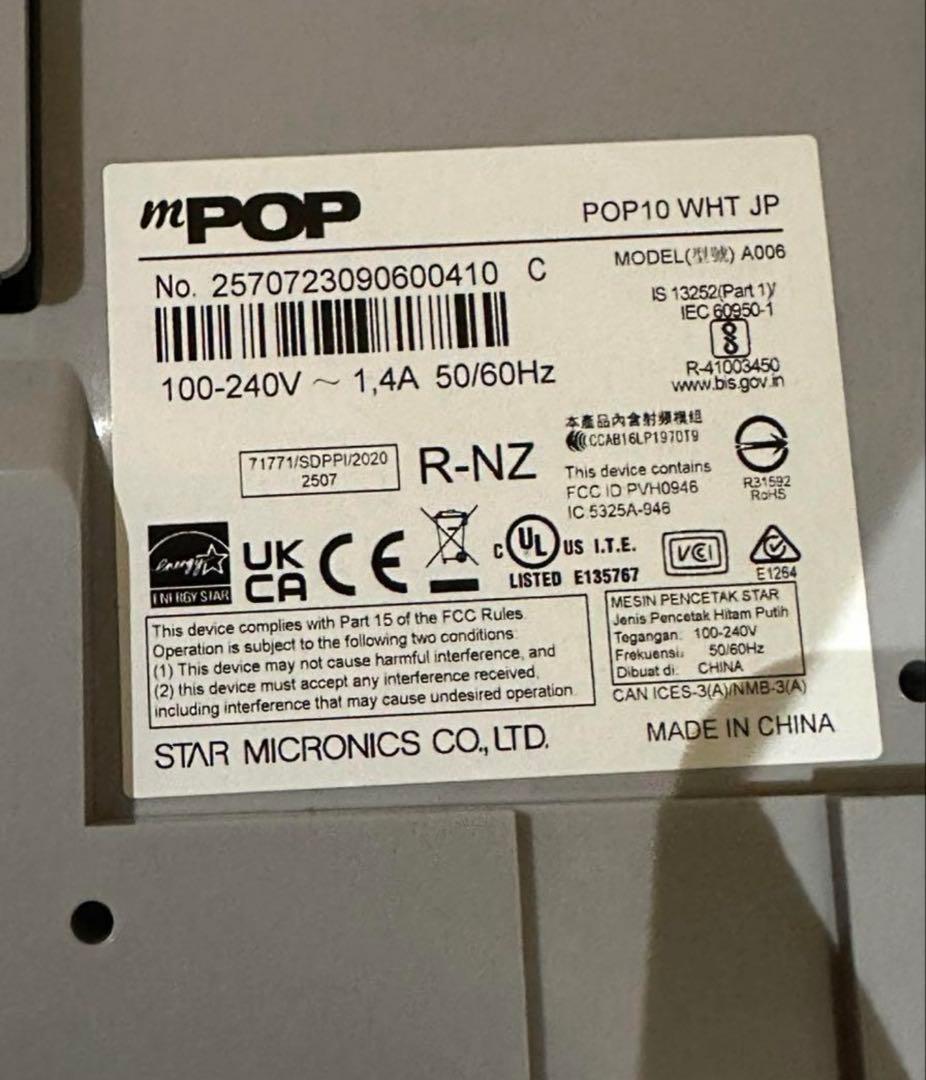 mPOP
POP10 WHT JP
No. 2570723090600410 C
MODEL(型號) A006
100-240V ～ 1,4A 50/60Hz
IS 13252(Part 1)/
IEC 60950-1
R-41003450
www.bis.gov.in
71771/SDPPI/2020
2507
R-NZ
本產品內含射頻模組
CCAB16LP1970T9
This device contains
FCC ID PVH0946
IC 5325A-946
R31592
RoHS
energy
ENERGY STAR
UK
CA
CE
C UL US I.T.E.
LISTED E135767
VCI
E1264
This device complies with Part 15 of the FCC Rules.
Operation is subject to the following two conditions:
(1) This device may not cause harmful interference, and
(2) this device must accept any interference received,
including interference that may cause undesired operation.
MESIN PENCETAK STAR
Jenis Pencetak Hitam Putih
Tegangan: 100-240V
Frekuensi: 50/60Hz
Dibuat di: CHINA
CAN ICES-3(A)/NMB-3(A)
STAR MICRONICS CO., LTD.
MADE IN CHINA